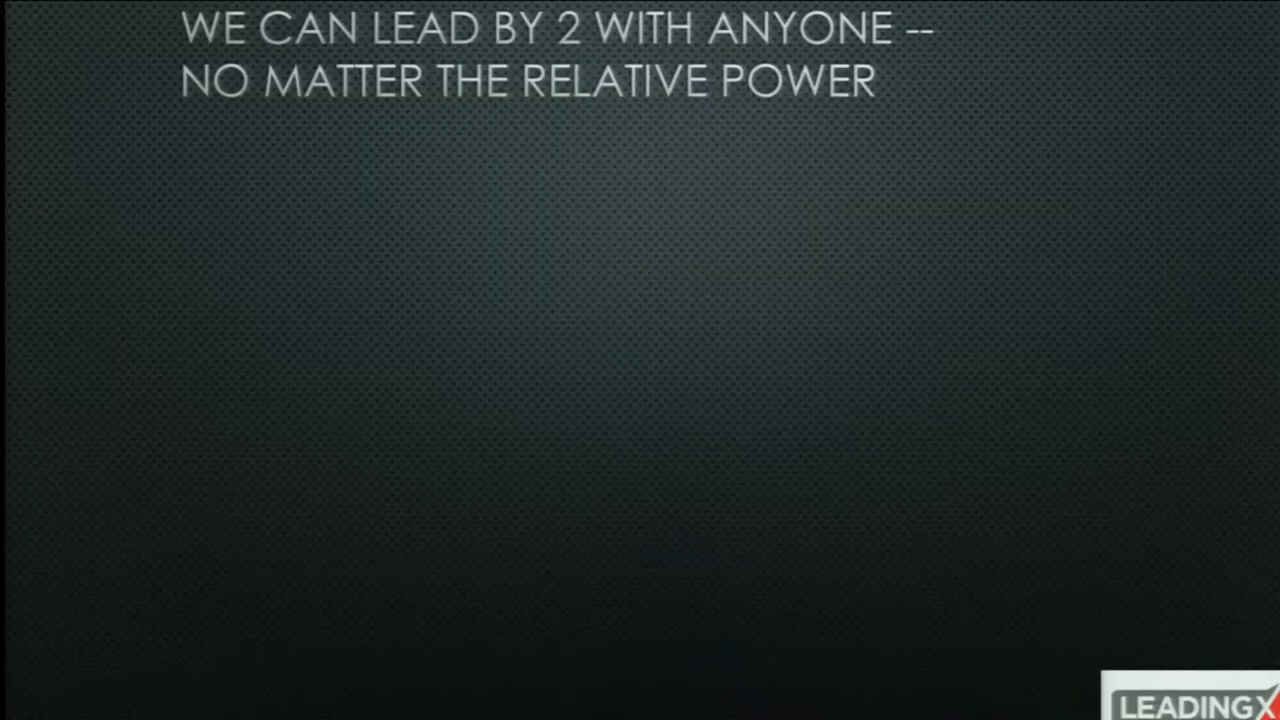 WE CAN LEAD BY 2 WITH ANYONE --
NO MATTER THE RELATIVE POWER
LEADINGX